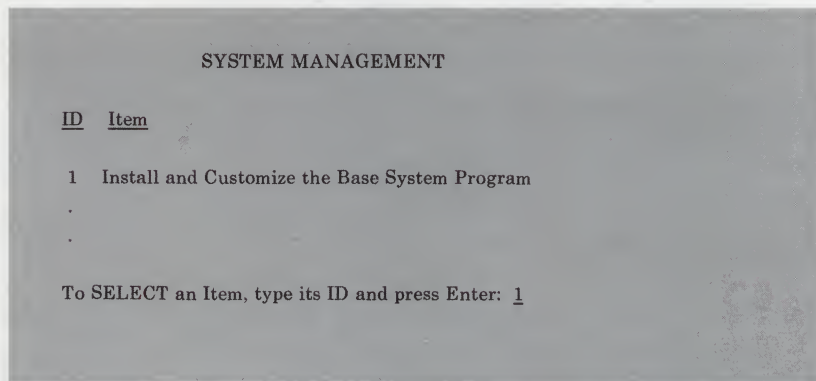 SYSTEM MANAGEMENT
ID Item
1 Install and Customize the Base System Program
.
.
To SELECT an Item, type its ID and press Enter: 1